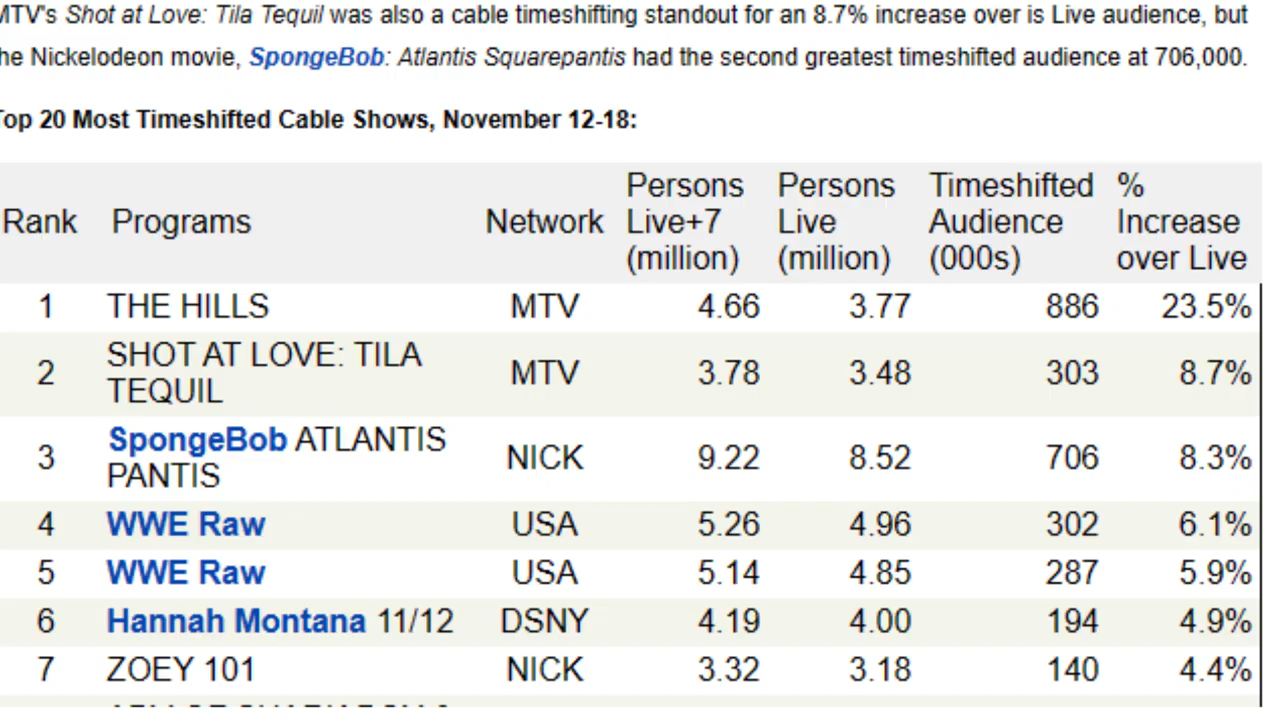 MTV's Shot at Love: Tila Tequil was also a cable timeshifting standout for an 8.7% increase over is Live audience, but
the Nickelodeon movie, SpongeBob: Atlantis Squarepantis had the second greatest timeshifted audience at 706,000.
Top 20 Most Timeshifted Cable Shows, November 12-18:
Rank Programs Network Persons Live+7 (million) Persons Live (million) Timeshifted Audience (000s) % Increase over Live
1 THE HILLS MTV 4.66 3.77 886 23.5%
2 SHOT AT LOVE: TILA TEQUIL MTV 3.78 3.48 303 8.7%
3 SpongeBob ATLANTIS PANTIS NICK 9.22 8.52 706 8.3%
4 WWE Raw USA 5.26 4.96 302 6.1%
5 WWE Raw USA 5.14 4.85 287 5.9%
6 Hannah Montana 11/12 DSNY 4.19 4.00 194 4.9%
7 ZOEY 101 NICK 3.32 3.18 140 4.4%